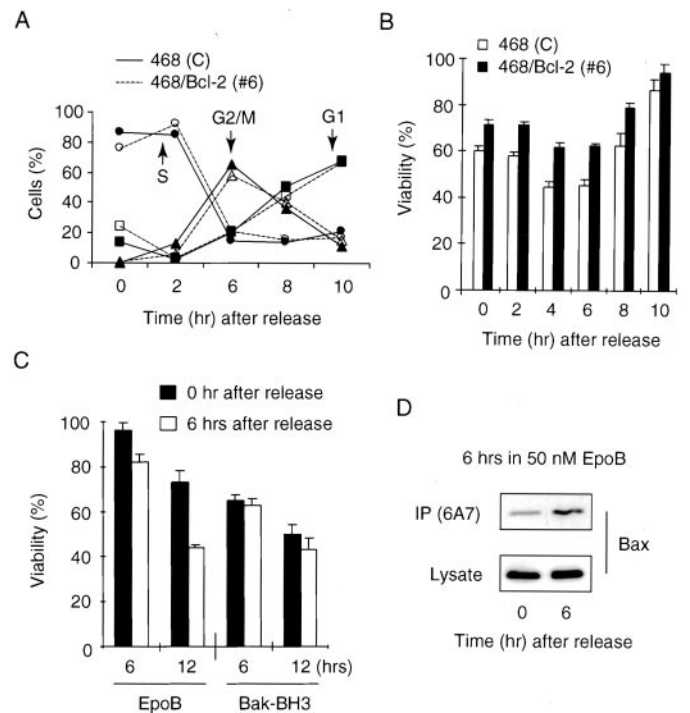 A
468 (C)
468/Bcl-2 (#6)
G2/M
G1
S
100
80
60
40
20
0
Cells (%)
0 2 6 8 10
Time (hr) after release
B
468 (C)
468/Bcl-2 (#6)
100
80
60
40
20
0
Viability (%)
0 2 4 6 8 10
Time (hr) after release
C
0 hr after release
6 hrs after release
100
80
60
40
60
80
0
Viability (%)
6 12 6 12 (hrs)
EpoB Bak-BH3
D
6 hrs in 50 nM EpoB
IP (6A7)
Bax
Lysate
0 6
Time (hr) after release